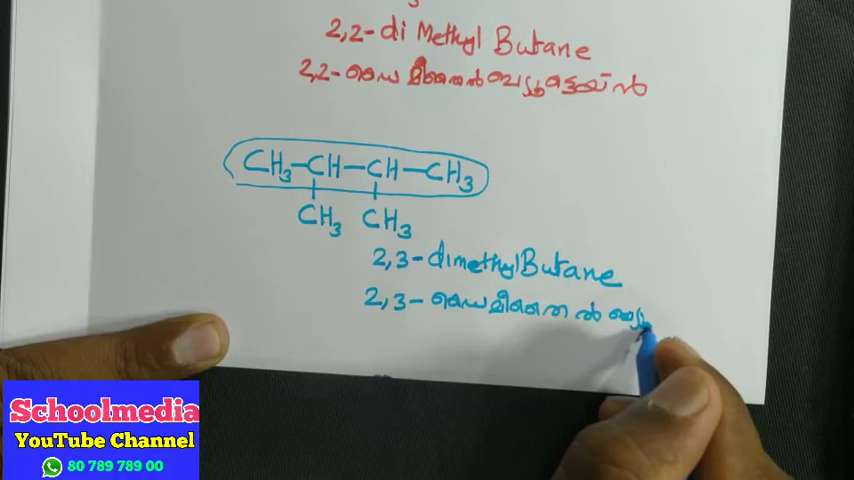 2,2-di Methyl Butane
2,2-ഡൈ മീതൈൽ ബ്യൂട്ടെയ്ൻ
CH3-CH-CH-CH3
CH3 CH3
2,3-dimethylButane
2,3-ഡൈമീതൈൽ ബ്യൂ
Schoolmedia
YouTube Channel
80 789 789 00